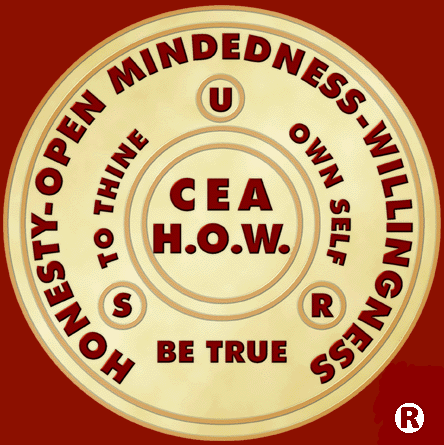 HONESTY-OPEN MINDEDNESS-WILLINGNESS
U
TO THINE
OWN SELF
CEA
H.O.W.
S
R
BE TRUE
®